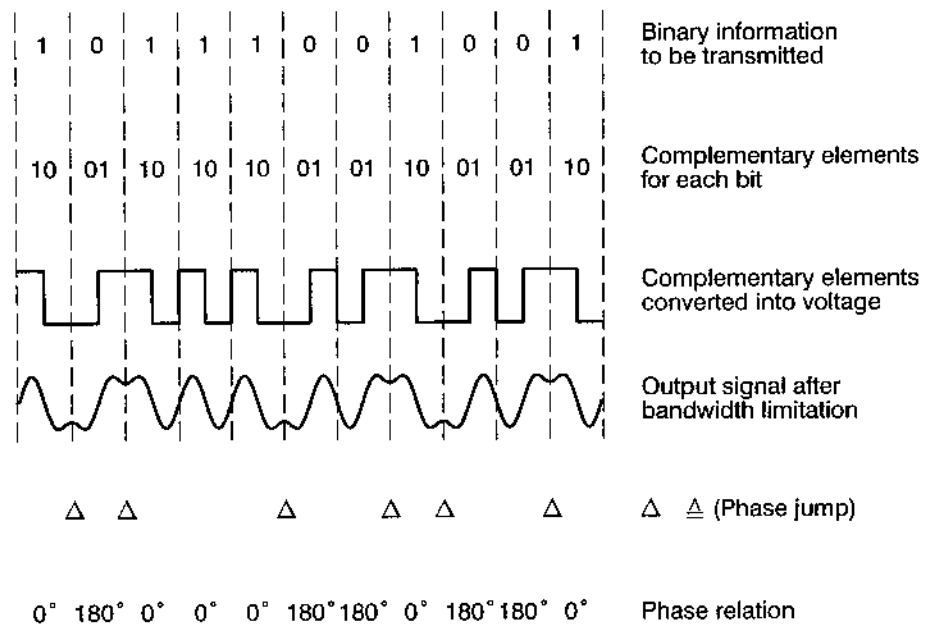 1 0 1 1 1 0 0 1 0 0 1 Binary information
to be transmitted
10 01 10 10 10 01 01 10 01 01 10 Complementary elements
for each bit
Complementary elements
converted into voltage
Output signal after
bandwidth limitation
Δ Δ Δ Δ Δ Δ Δ ≙ (Phase jump)
0° 180° 0° 0° 0° 180° 180° 0° 180° 180° 0° Phase relation